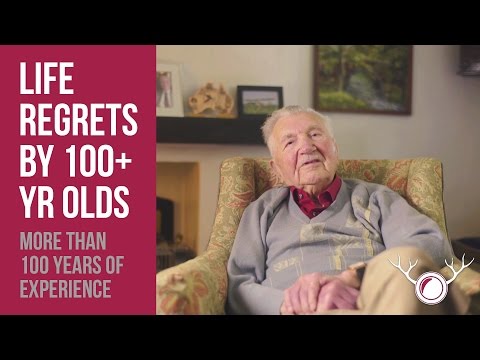 LIFE
REGRETS
BY 100+
YR OLDS
MORE THAN
100 YEARS OF
EXPERIENCE